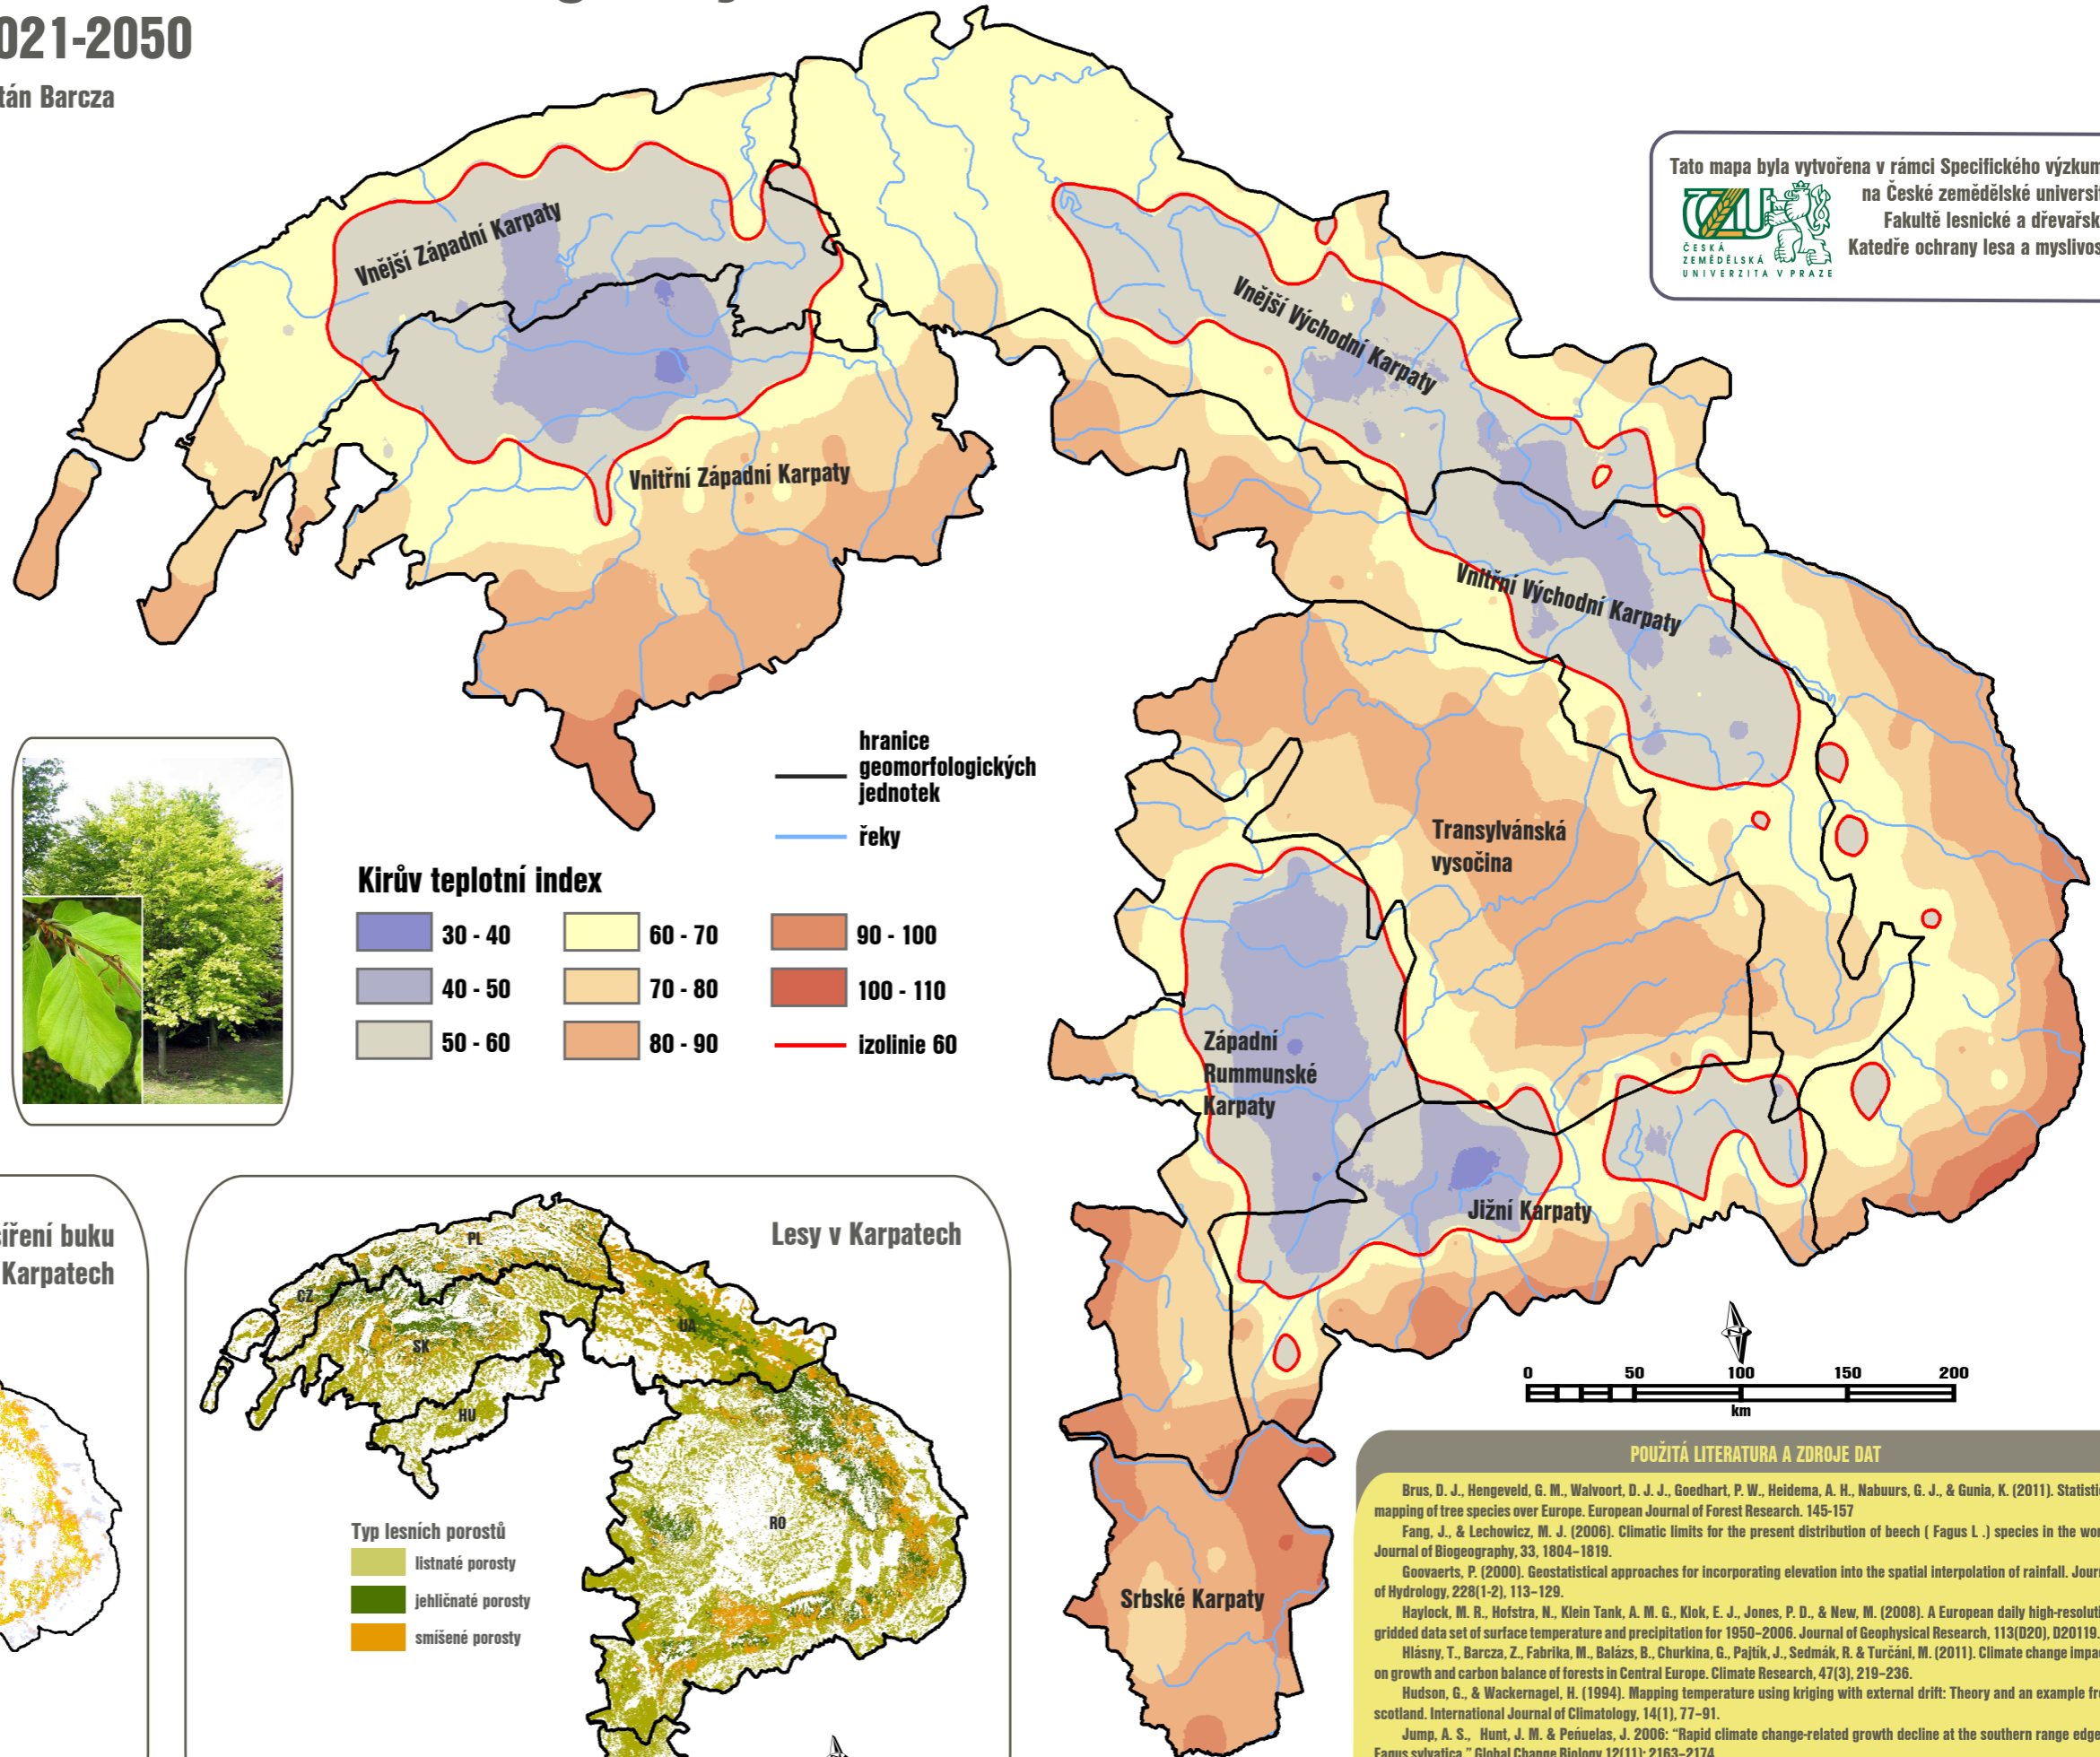 021-2050
tán Barcza
Tato mapa byla vytvořena v rámci Specifického výzkum
na České zemědělské universit
Fakultě lesnické a dřevařsk
Katedře ochrany lesa a myslivos
ČZU
ČESKÁ
ZEMĚDĚLSKÁ
UNIVERZITA V PRAZE
Vnější Západní Karpaty
Vnější Východní Karpaty
Vnitřní Západní Karpaty
Vnitřní Východní Karpaty
Transylvánská
vysočina
Západní
Rummunské
Karpaty
Jižní Karpaty
Srbské Karpaty
hranice
geomorfologických
jednotek
řeky
Kirův teplotní index
30 - 40
60 - 70
90 - 100
40 - 50
70 - 80
100 - 110
50 - 60
80 - 90
izolinie 60
íření buku
Karpatech
Lesy v Karpatech
PL
CZ
SK
UA
HU
RO
Typ lesních porostů
listnaté porosty
jehličnaté porosty
smíšené porosty
0 50 100 150 200
km
POUŽITÁ LITERATURA A ZDROJE DAT
Brus, D. J., Hengeveld, G. M., Walvoort, D. J. J., Goedhart, P. W., Heidema, A. H., Nabuurs, G. J., & Gunia, K. (2011). Statisti
mapping of tree species over Europe. European Journal of Forest Research. 145-157
Fang, J., & Lechowicz, M. J. (2006). Climatic limits for the present distribution of beech ( Fagus L .) species in the wor
Journal of Biogeography, 33, 1804–1819.
Goovaerts, P. (2000). Geostatistical approaches for incorporating elevation into the spatial interpolation of rainfall. Jour
of Hydrology, 228(1-2), 113–129.
Haylock, M. R., Hofstra, N., Klein Tank, A. M. G., Klok, E. J., Jones, P. D., & New, M. (2008). A European daily high-resoluti
gridded data set of surface temperature and precipitation for 1950–2006. Journal of Geophysical Research, 113(D20), D20119.
Hlásny, T., Barcza, Z., Fabrika, M., Balázs, B., Churkina, G., Pajtík, J., Sedmák, R. & Turčáni, M. (2011). Climate change impa
on growth and carbon balance of forests in Central Europe. Climate Research, 47(3), 219–236.
Hudson, G., & Wackernagel, H. (1994). Mapping temperature using kriging with external drift: Theory and an example fr
scotland. International Journal of Climatology, 14(1), 77–91.
Jump, A. S., Hunt, J. M. & Peńuelas, J. 2006: “Rapid climate change-related growth decline at the southern range edge
Fagus sylvatica.” Global Change Biology 12(11): 2163–2174